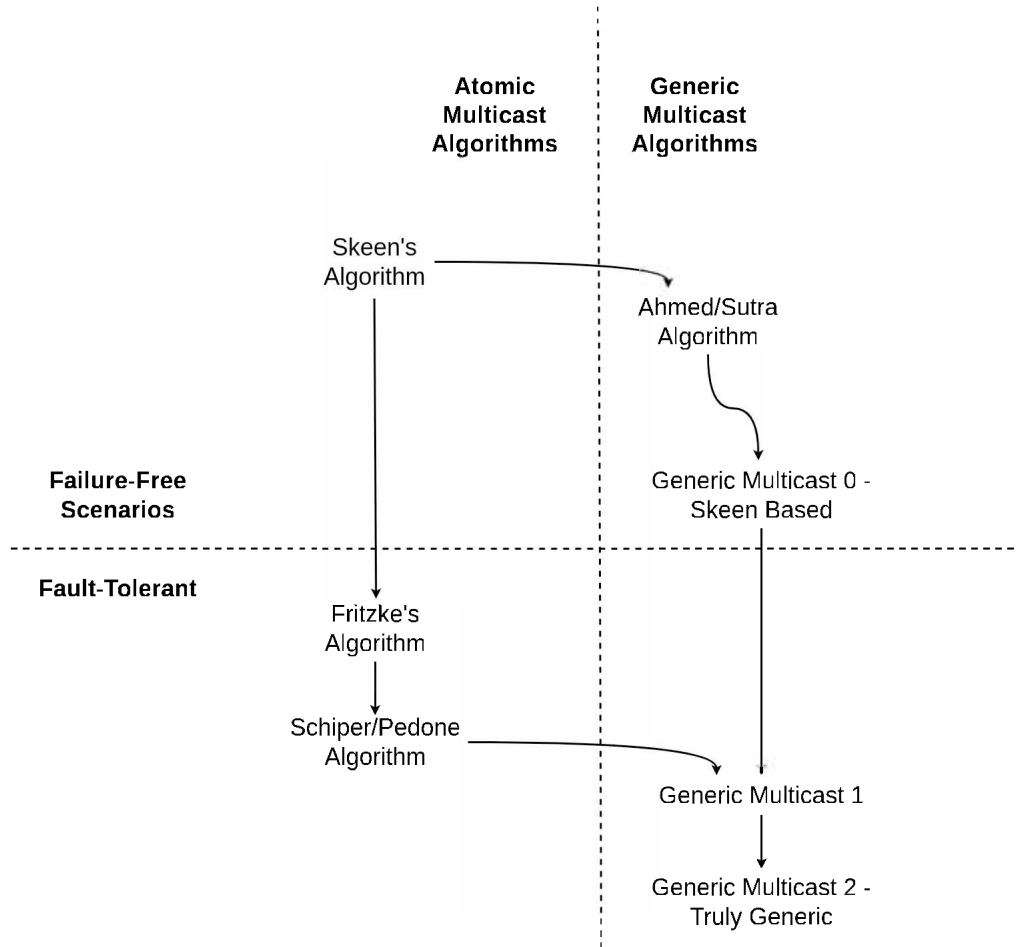 Atomic
Multicast
Algorithms
Generic
Multicast
Algorithms
Skeen's
Algorithm
Ahmed/Sutra
Algorithm
Failure-Free
Scenarios
Generic Multicast 0 -
Skeen Based
Fault-Tolerant
Fritzke's
Algorithm
Schiper/Pedone
Algorithm
Generic Multicast 1
Generic Multicast 2 -
Truly Generic